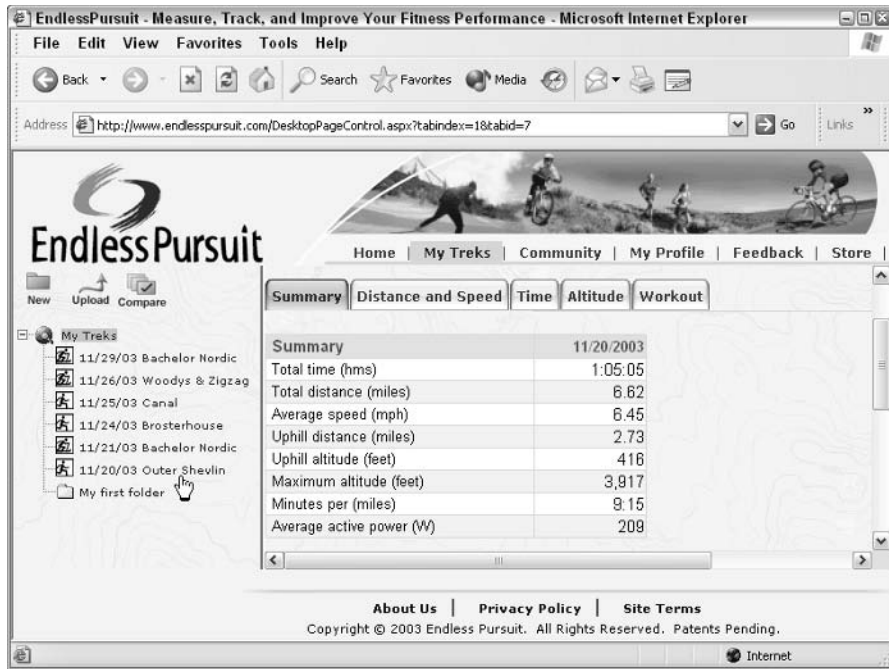 EndlessPursuit - Measure, Track, and Improve Your Fitness Performance - Microsoft Internet Explorer
File Edit View Favorites Tools Help
Back Search Favorites Media
Address http://www.endlesspursuit.com/DesktopPageControl.aspx?tabindex=1&tabid=7 Go Links »
EndlessPursuit
Home | My Treks | Community | My Profile | Feedback | Store |
New Upload Compare
Summary Distance and Speed Time Altitude Workout
My Treks
11/29/03 Bachelor Nordic
11/26/03 Woodys & Zigzag
11/25/03 Canal
11/24/03 Brosterhouse
11/21/03 Bachelor Nordic
11/20/03 Outer Shevlin
My first folder
Summary 11/20/2003
Total time (hms) 1:05:05
Total distance (miles) 6.62
Average speed (mph) 6.45
Uphill distance (miles) 2.73
Uphill altitude (feet) 416
Maximum altitude (feet) 3,917
Minutes per (miles) 9:15
Average active power (W) 209
About Us | Privacy Policy | Site Terms
Copyright © 2003 Endless Pursuit. All Rights Reserved. Patents Pending.
Internet